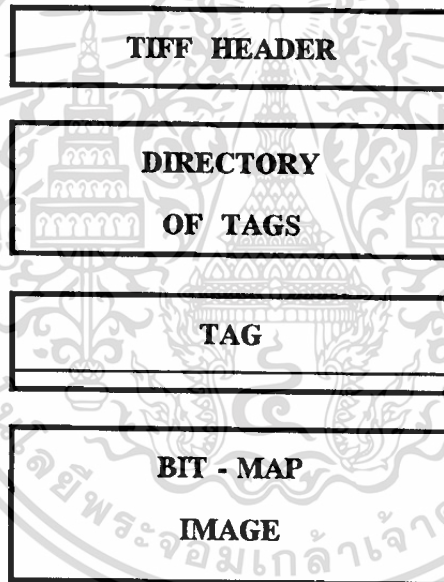 TIFF HEADER
DIRECTORY
OF TAGS
TAG
BIT - MAP
IMAGE